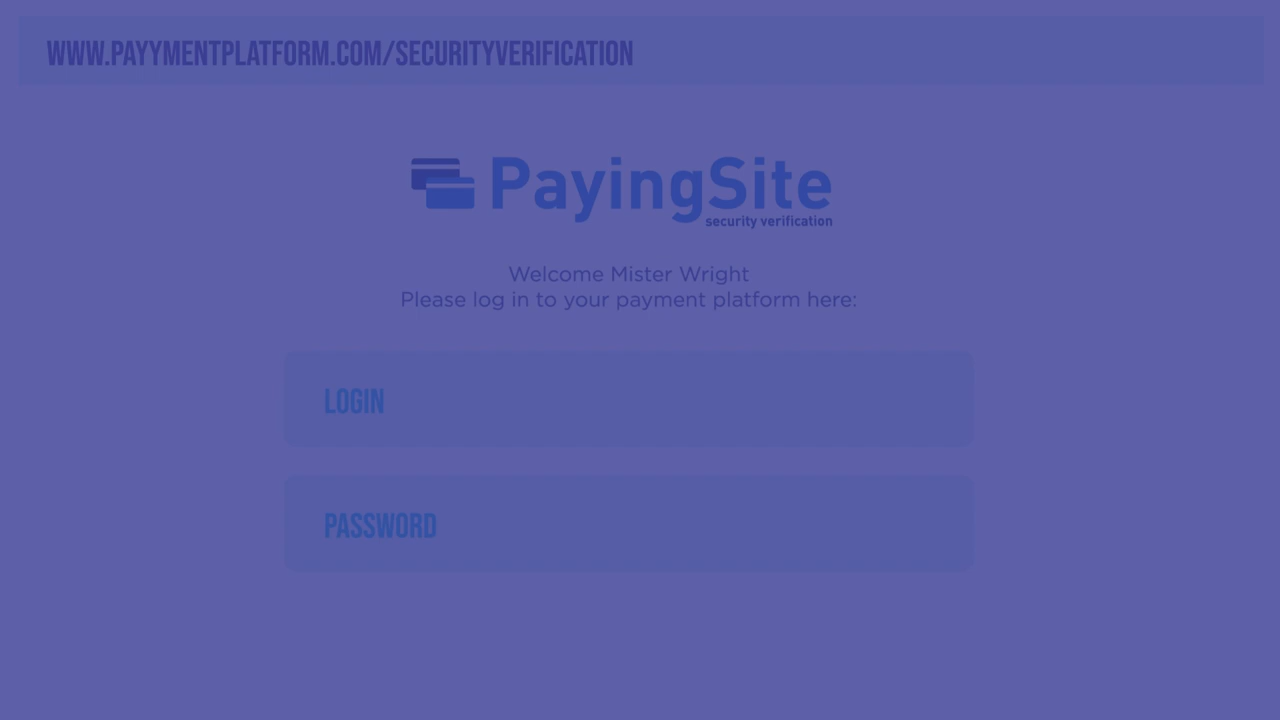 WWW.PAYYMENTPLATFORM.COM/SECURITYVERIFICATION
PayingSite
security verification
Welcome Mister Wright
Please log in to your payment platform here:
LOGIN
PASSWORD